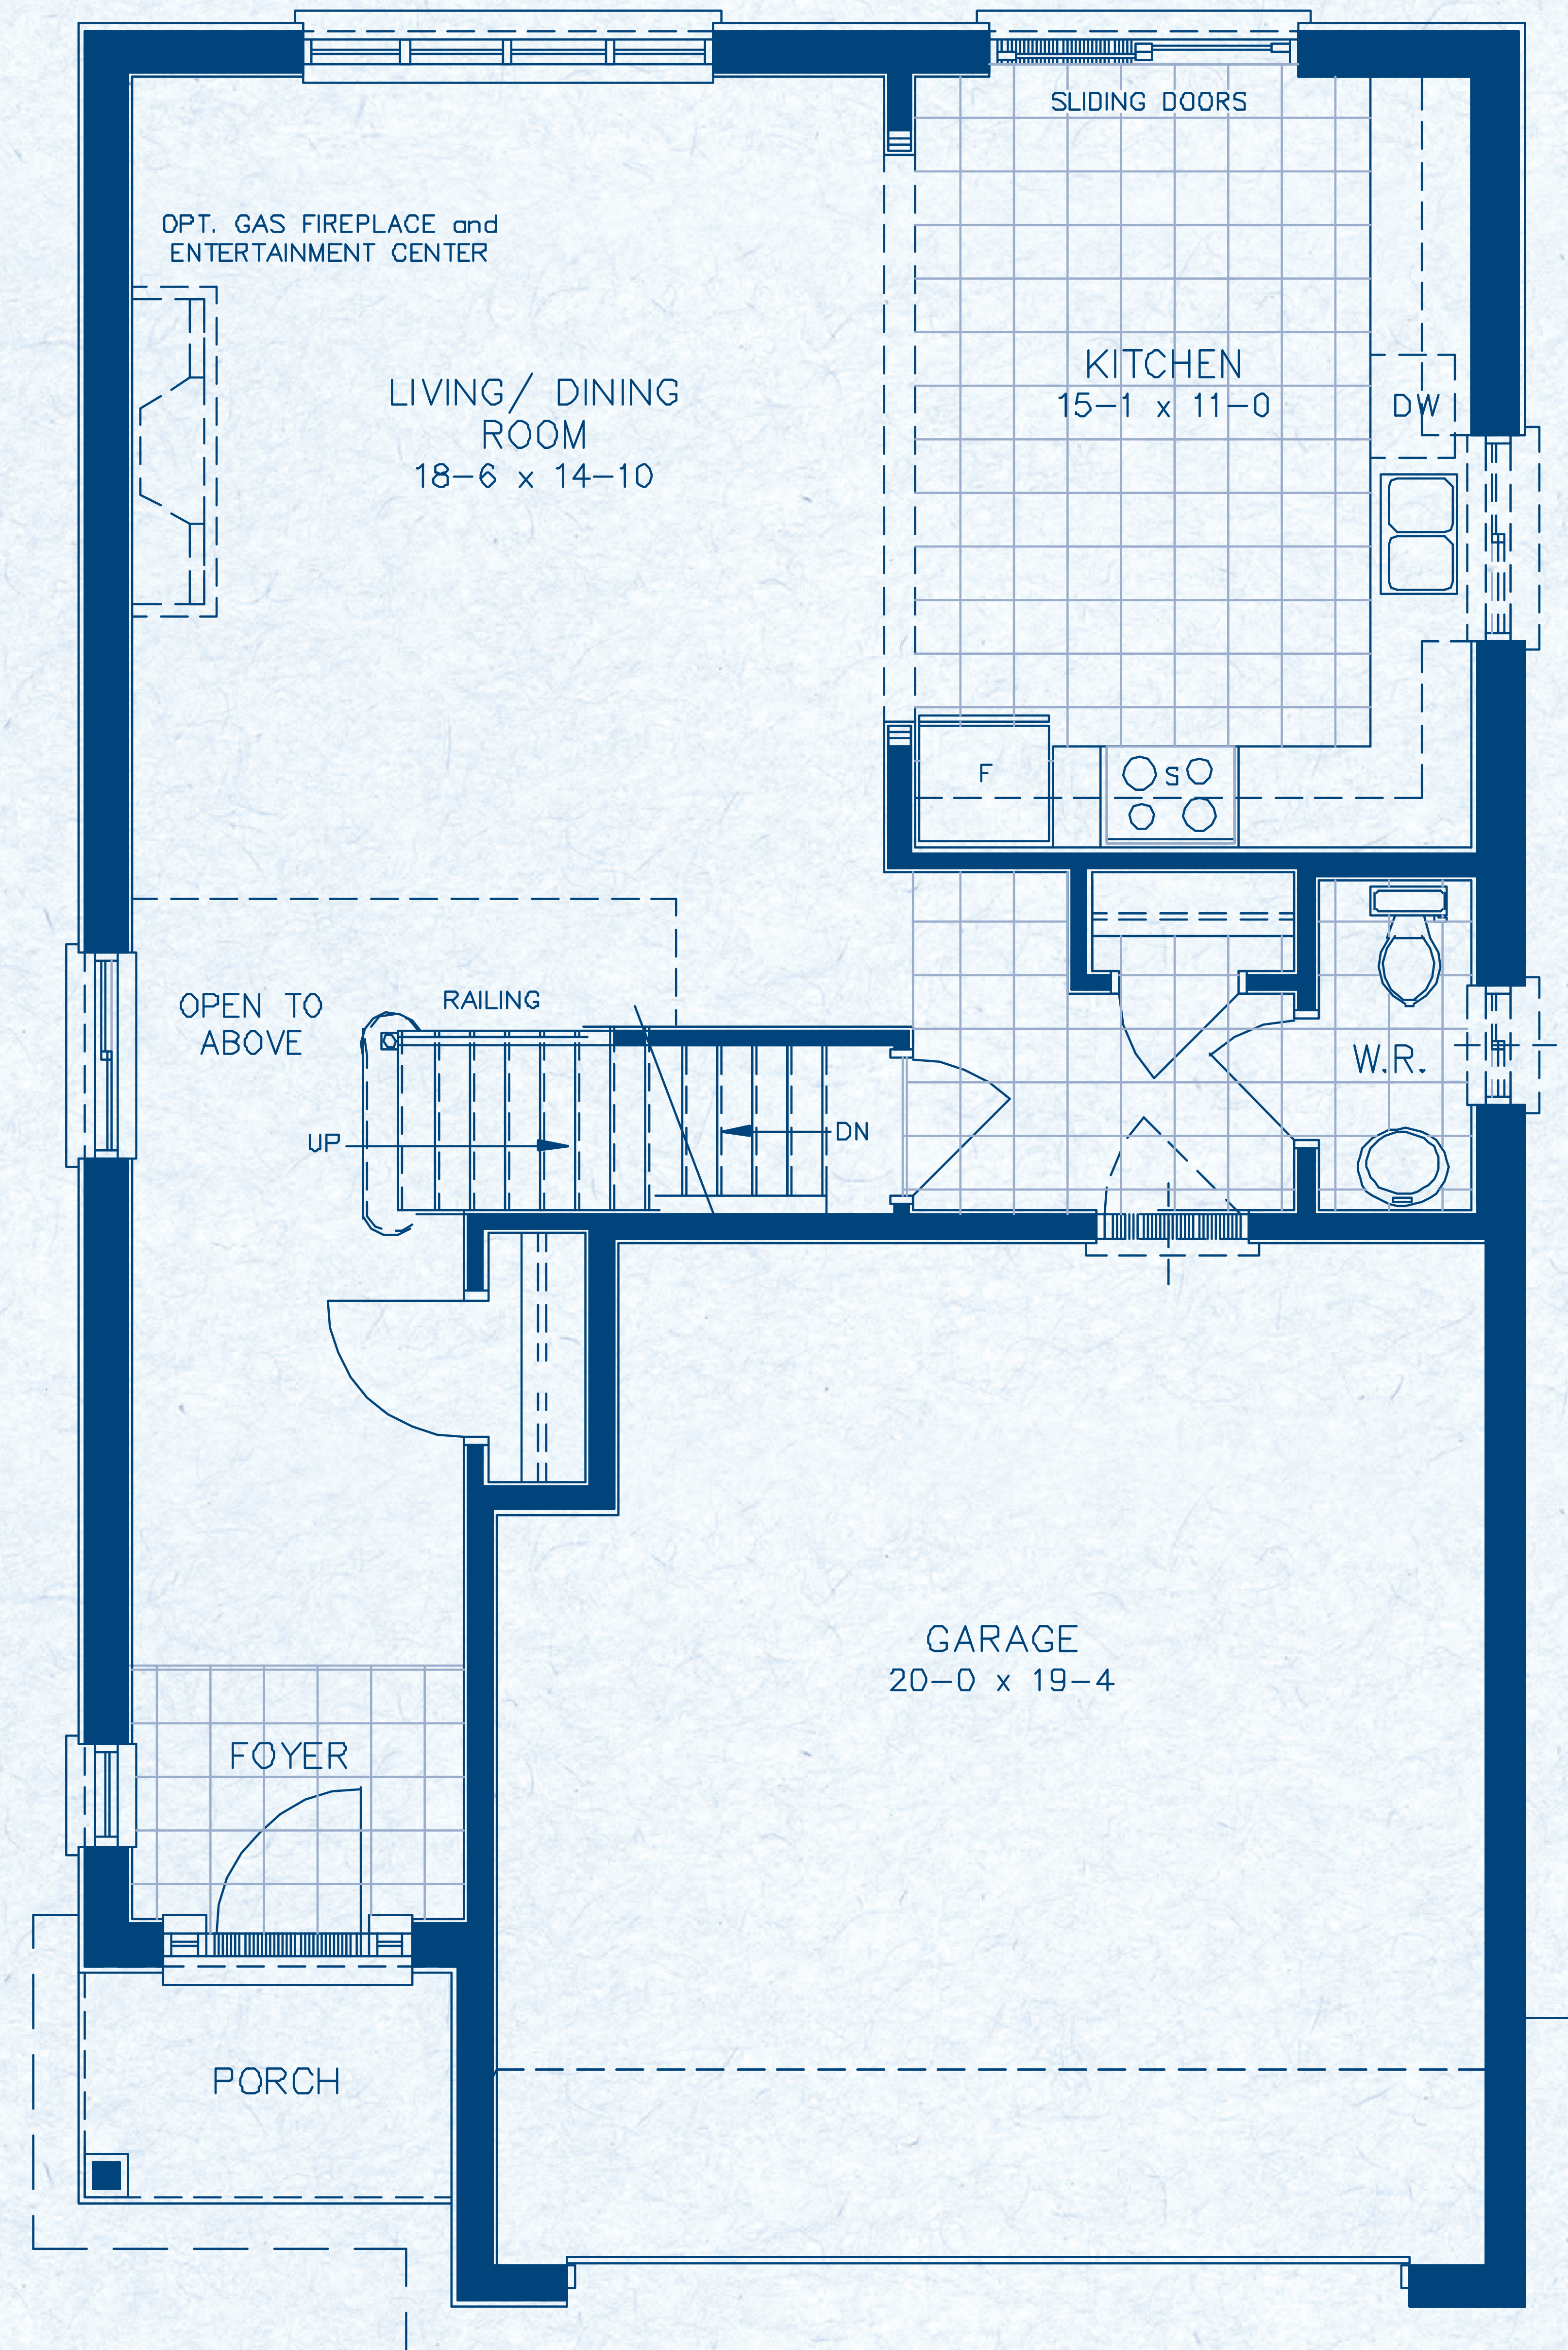 SLIDING DOORS
OPT. GAS FIREPLACE and
ENTERTAINMENT CENTER
LIVING/ DINING
ROOM
18-6 x 14-10
KITCHEN
15-1 x 11-0
DW
F
S
OPEN TO
ABOVE
RAILING
UP
DN
W.R.
GARAGE
20-0 x 19-4
FOYER
PORCH